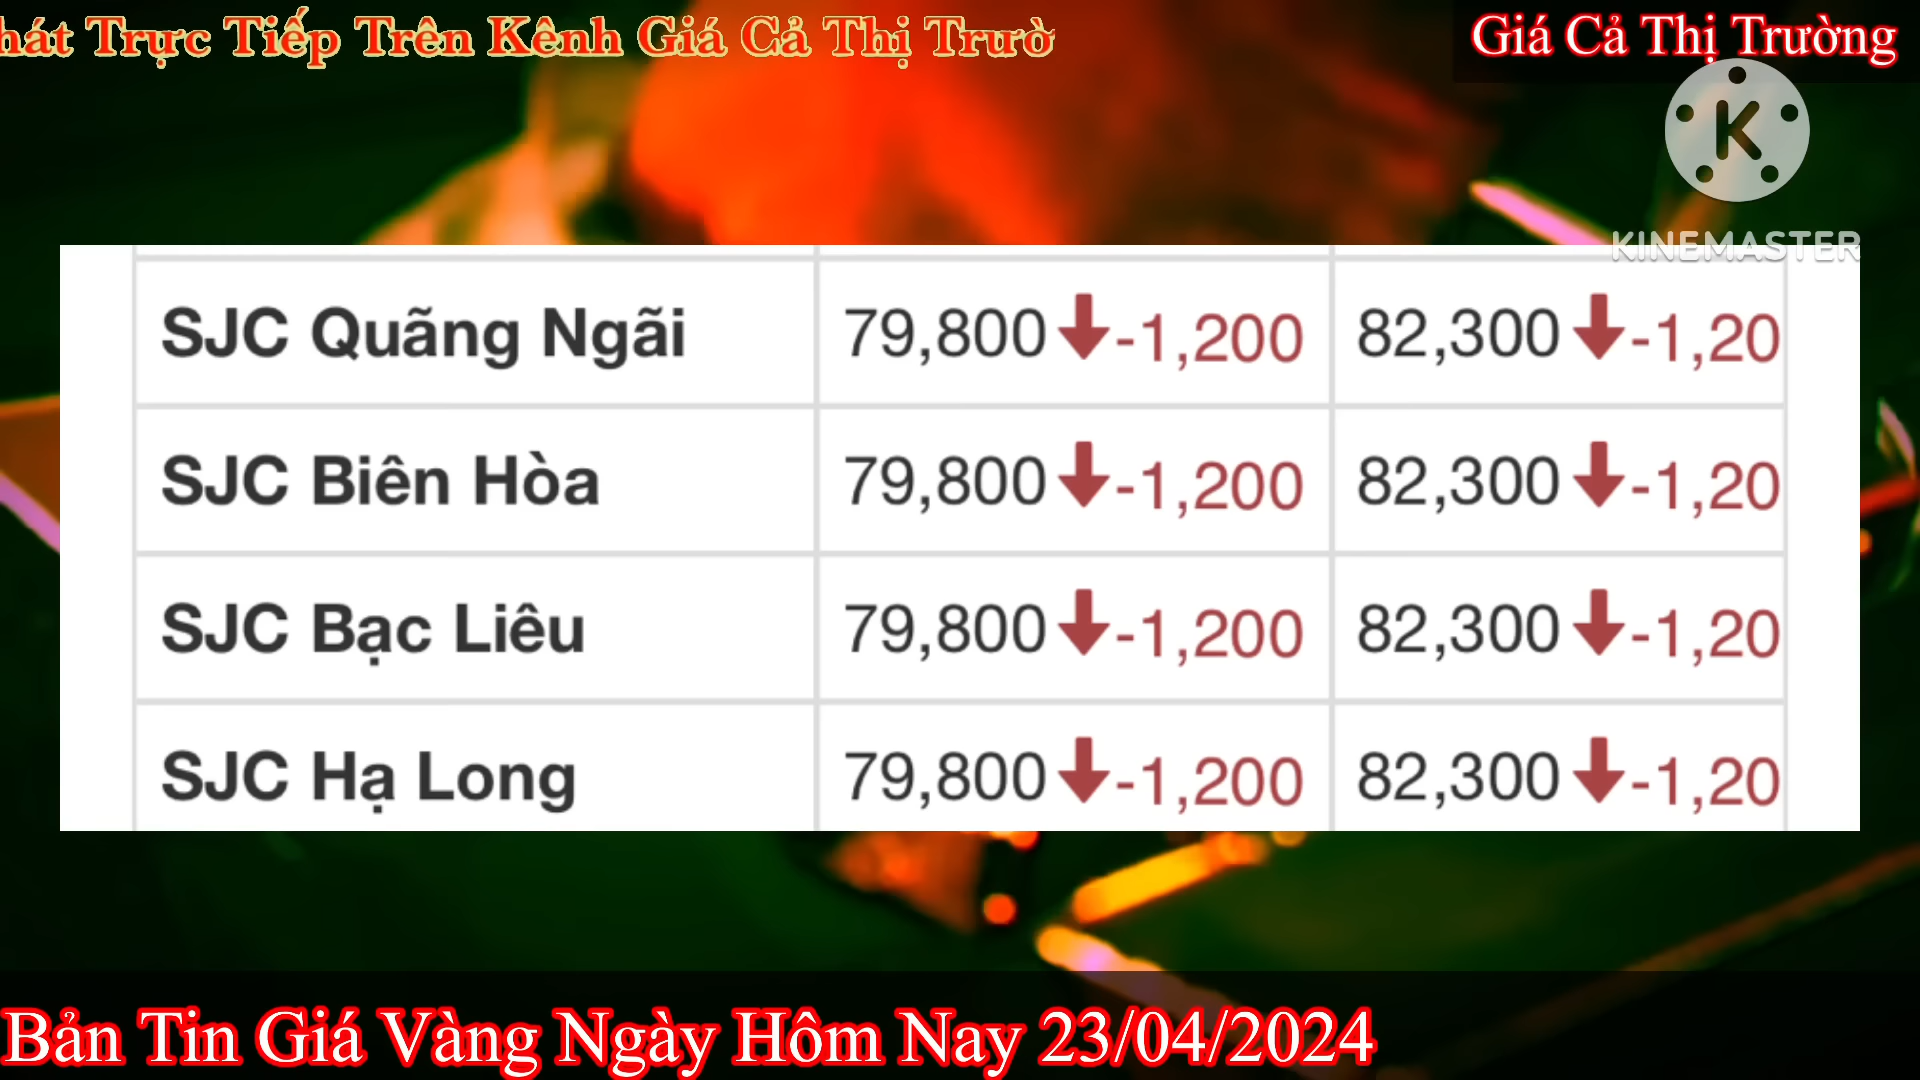 Trực Tiếp Trên Kênh Giá Cả Thị
Giá Cả Thị Trường
K
KINEMASTER
SJC Quãng Ngãi 79,800 -1,200 82,300 -1,20
SJC Biên Hòa 79,800 -1,200 82,300 -1,20
SJC Bạc Liêu 79,800 -1,200 82,300 -1,20
SJC Hạ Long 79,800 -1,200 82,300 -1,20
Bản Tin Giá Vàng Ngày Hôm Nay 23/04/2024